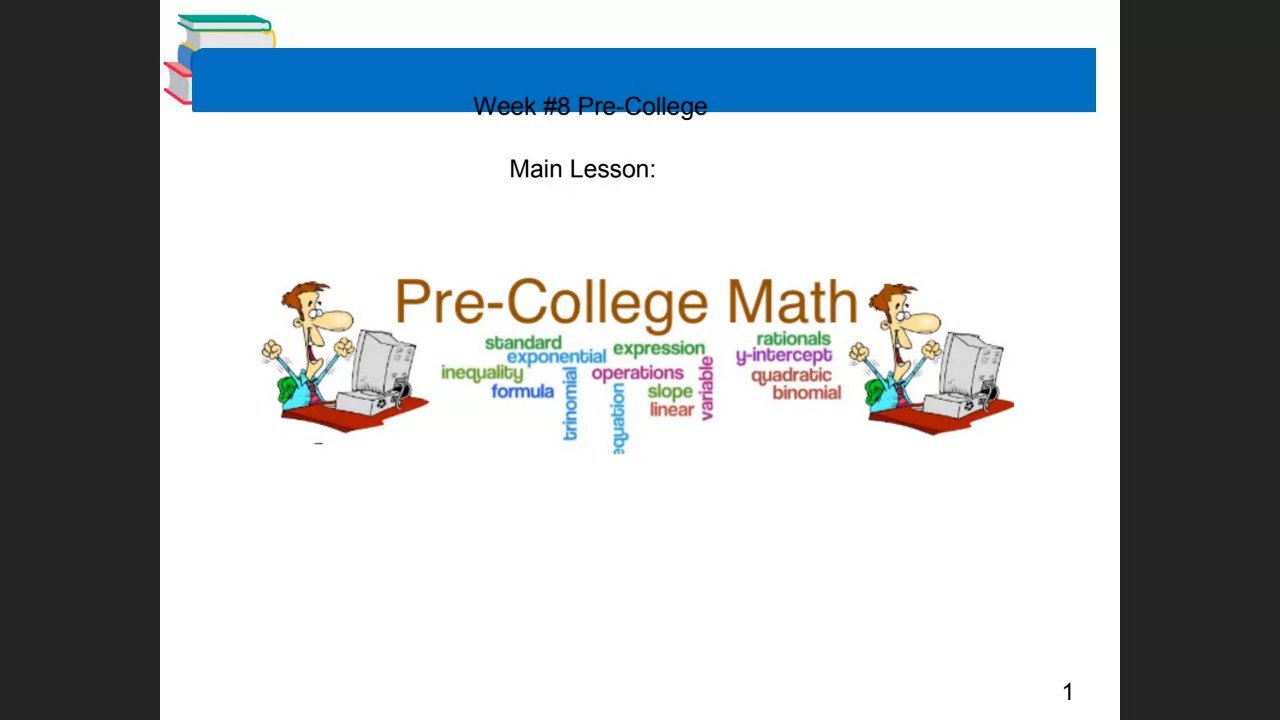 Week #8 Pre-College
Main Lesson:
Pre-College Math
standard
exponential
expression
inequality
operations
formula
trinomial
equation
slope
linear
variable
rationals
y-intercept
quadratic
binomial
1